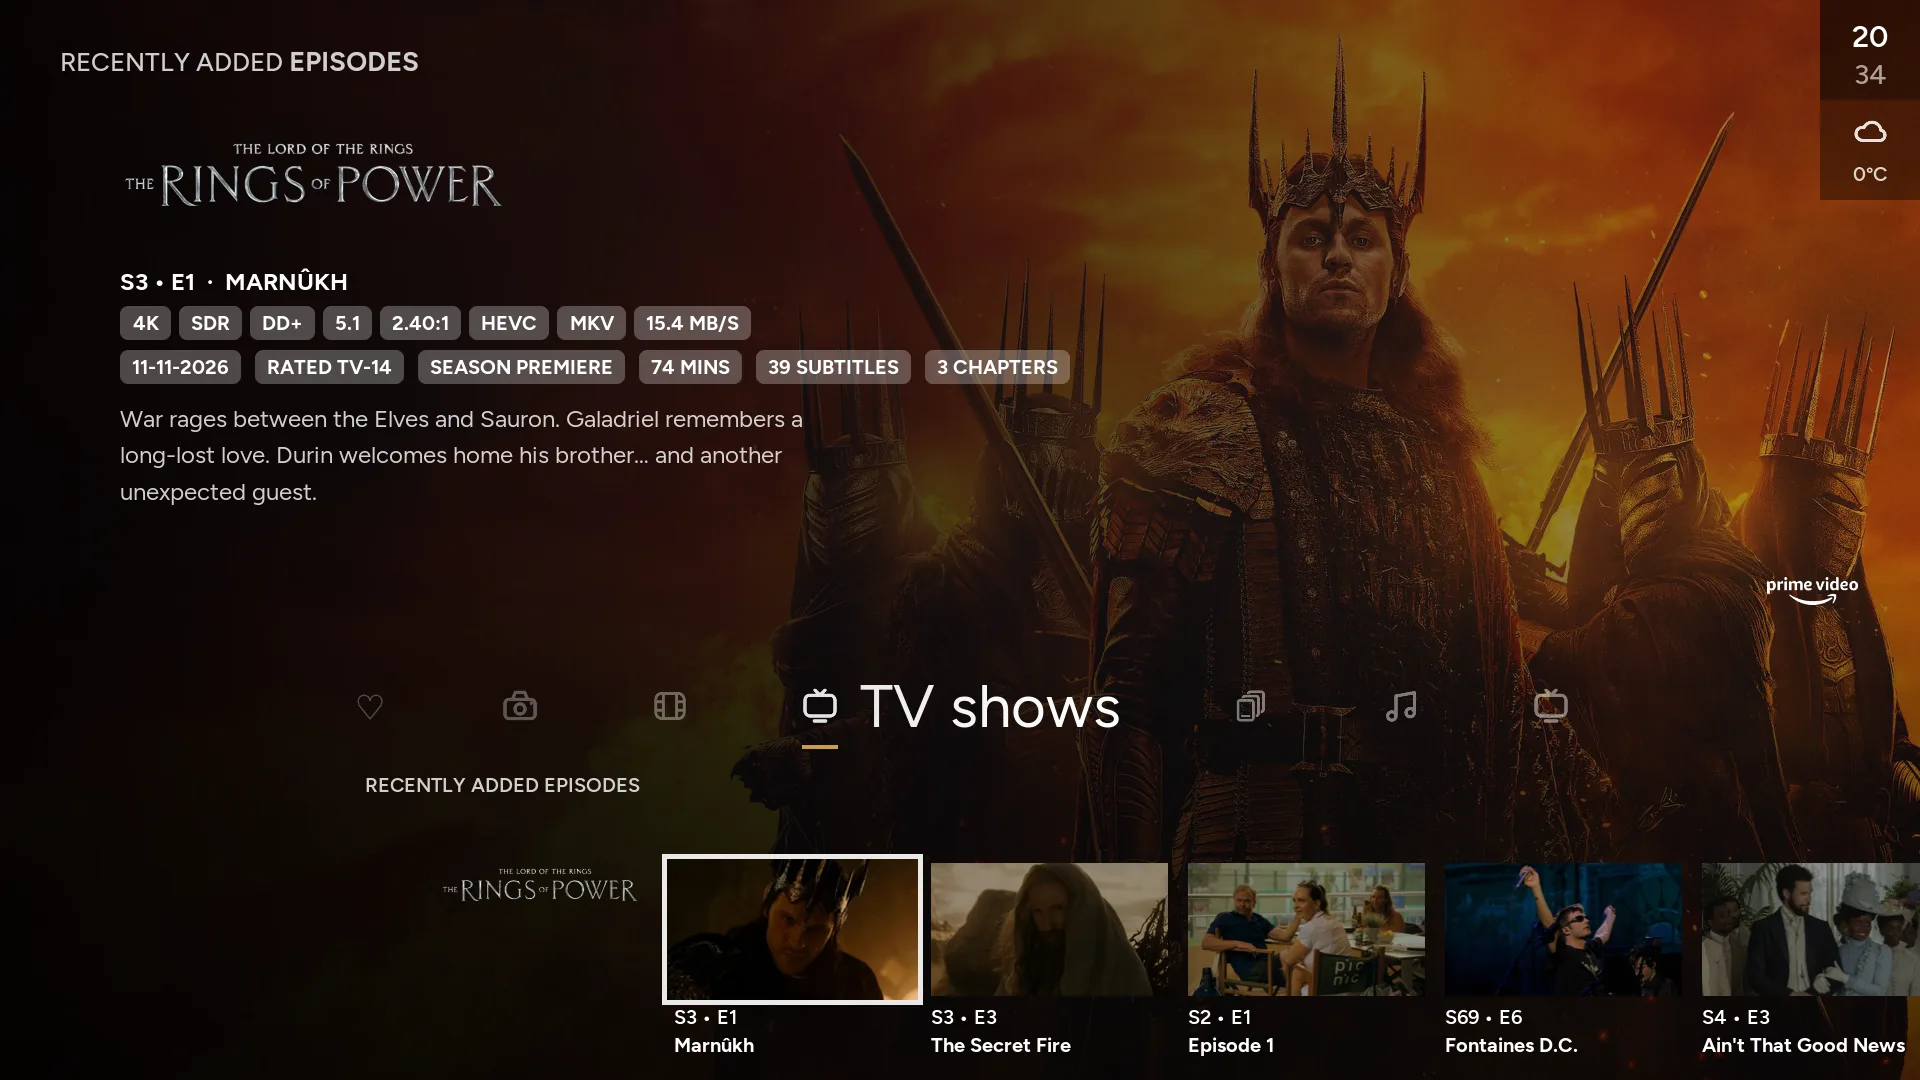 RECENTLY ADDED EPISODES
20
34
0°C
THE LORD OF THE RINGS
THE RINGS OF POWER
S3 • E1 · MARNÛKH
4K SDR DD+ 5.1 2.40:1 HEVC MKV 15.4 MB/S
11-11-2026 RATED TV-14 SEASON PREMIERE 74 MINS 39 SUBTITLES 3 CHAPTERS
War rages between the Elves and Sauron. Galadriel remembers a
long-lost love. Durin welcomes home his brother... and another
unexpected guest.
prime video
TV shows
RECENTLY ADDED EPISODES
THE LORD OF THE RINGS
THE RINGS OF POWER
pic
nic
S3 • E1
Marnûkh
S3 • E3
The Secret Fire
S2 • E1
Episode 1
S69 • E6
Fontaines D.C.
S4 • E3
Ain't That Good News